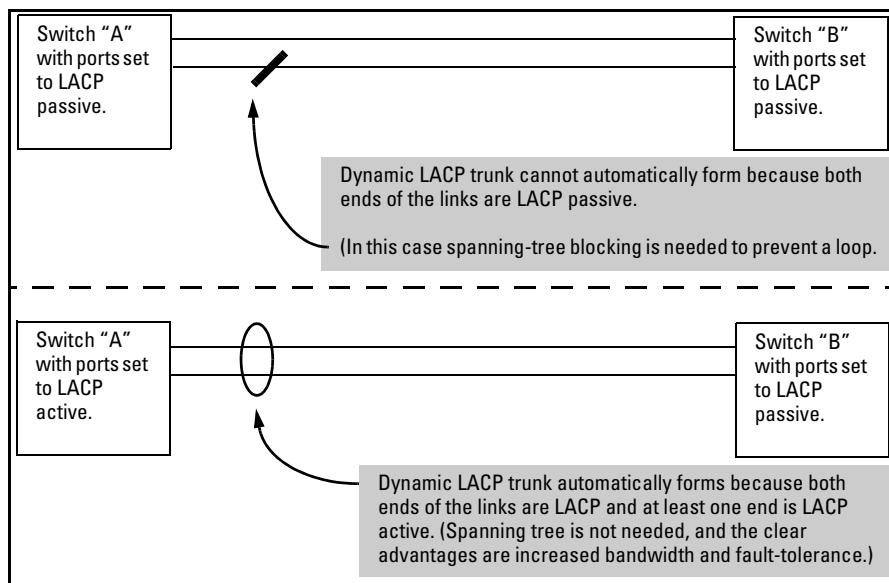 Switch “A”
with ports set
to LACP
passive.
Switch “B”
with ports set
to LACP
passive.
Dynamic LACP trunk cannot automatically form because both
ends of the links are LACP passive.
(In this case spanning-tree blocking is needed to prevent a loop.
Switch “A”
with ports set
to LACP
active.
Switch “B”
with ports set
to LACP
passive.
Dynamic LACP trunk automatically forms because both
ends of the links are LACP and at least one end is LACP
active. (Spanning tree is not needed, and the clear
advantages are increased bandwidth and fault-tolerance.)